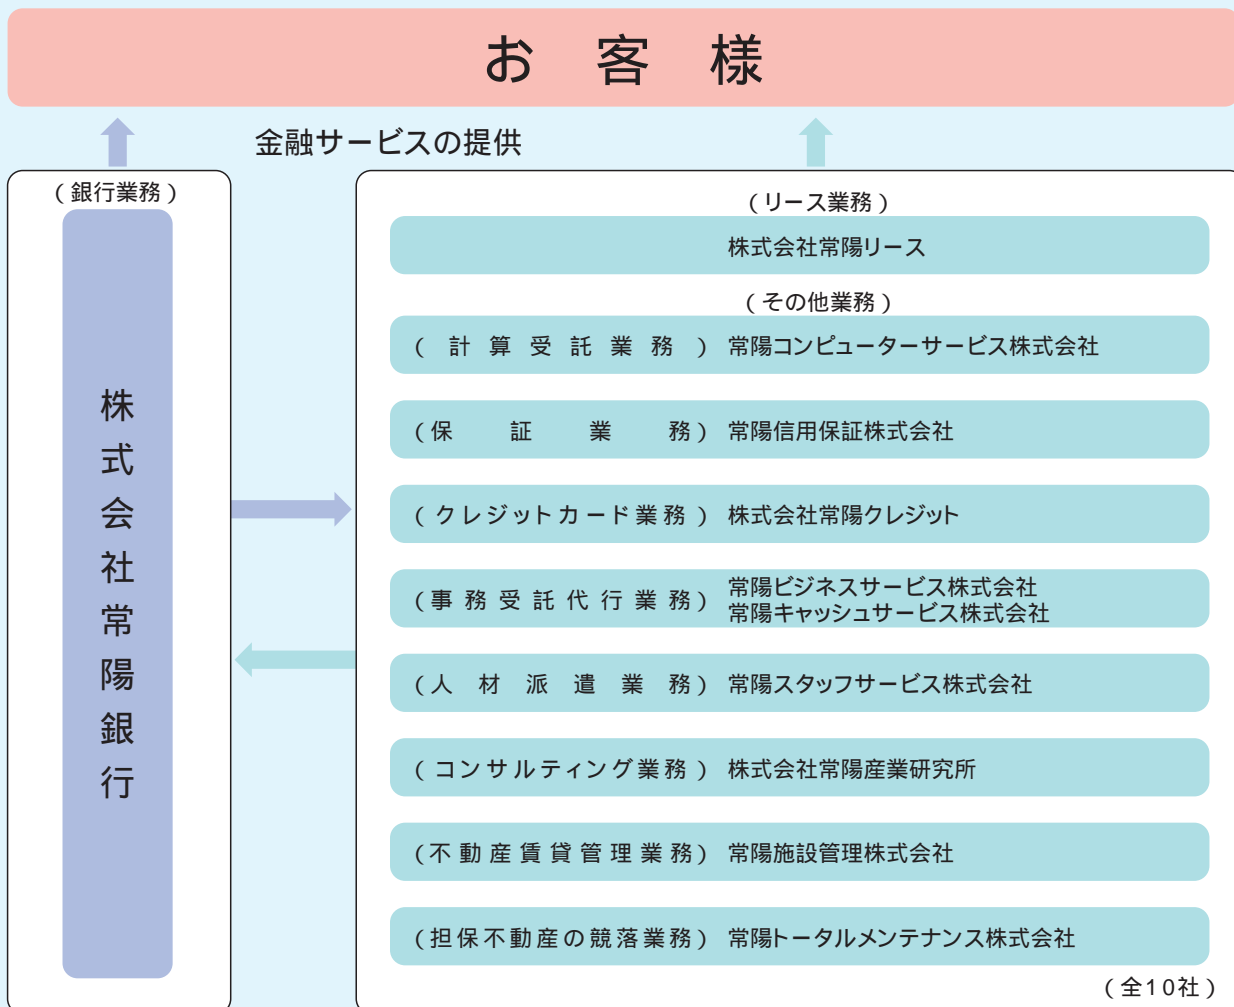 お客様
金融サービスの提供
（銀行業務）
株式会社常陽銀行
（リース業務）
株式会社常陽リース
（その他業務）
（計算受託業務）常陽コンピューターサービス株式会社
（保証業務）常陽信用保証株式会社
（クレジットカード業務）株式会社常陽クレジット
（事務受託代行業務）常陽ビジネスサービス株式会社
常陽キャッシュサービス株式会社
（人材派遣業務）常陽スタッフサービス株式会社
（コンサルティング業務）株式会社常陽産業研究所
（不動産賃貸管理業務）常陽施設管理株式会社
（担保不動産の競落業務）常陽トータルメンテナンス株式会社
（全10社）